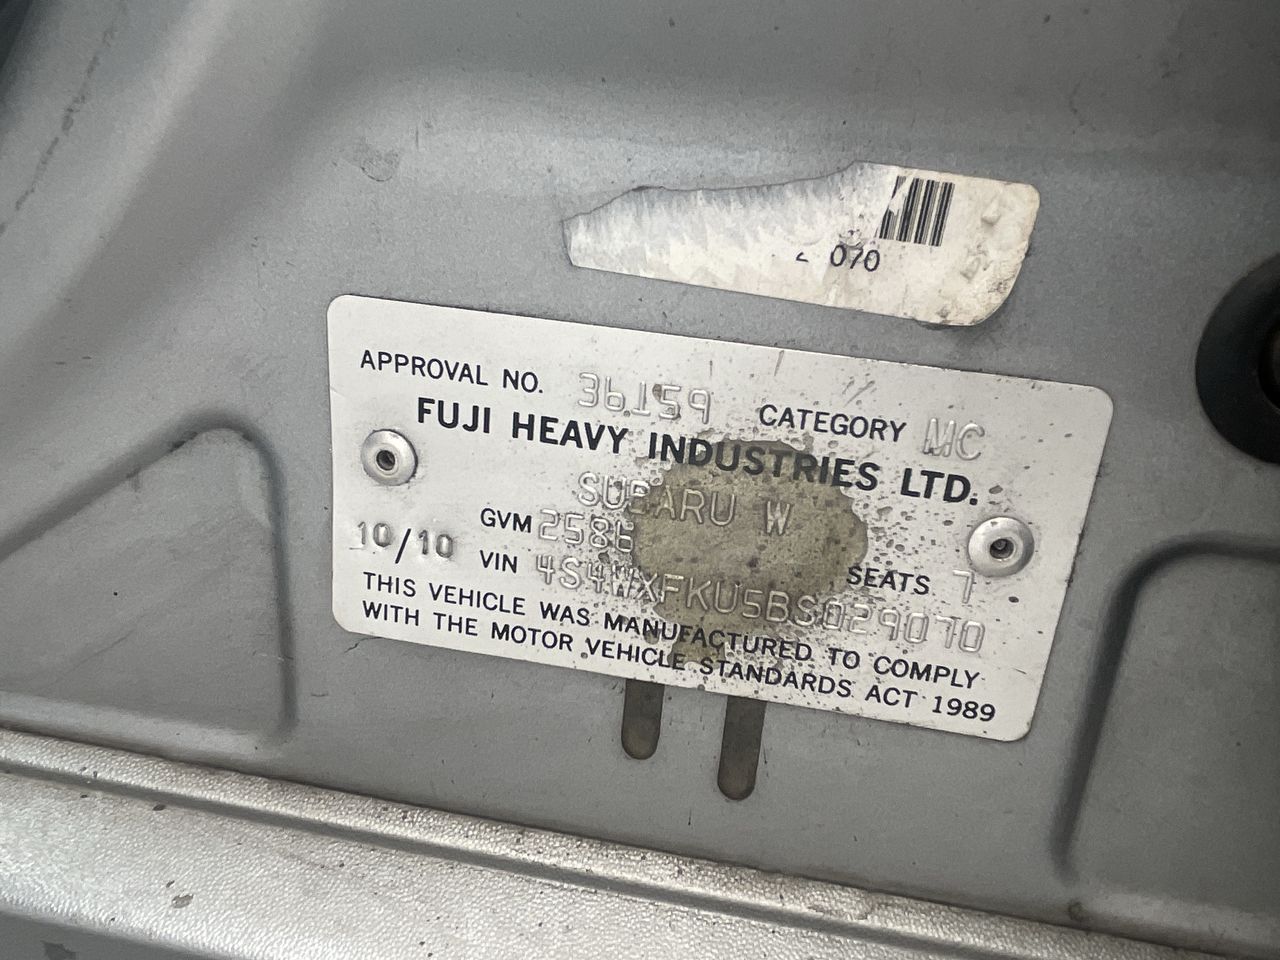 070
APPROVAL NO. 36159 CATEGORY MC
FUJI HEAVY INDUSTRIES LTD.
SUBARU W
GVM 2586 SEATS 7
10/10 VIN 4S4WXFKU5BS029070
THIS VEHICLE WAS MANUFACTURED TO COMPLY
WITH THE MOTOR VEHICLE STANDARDS ACT 1989